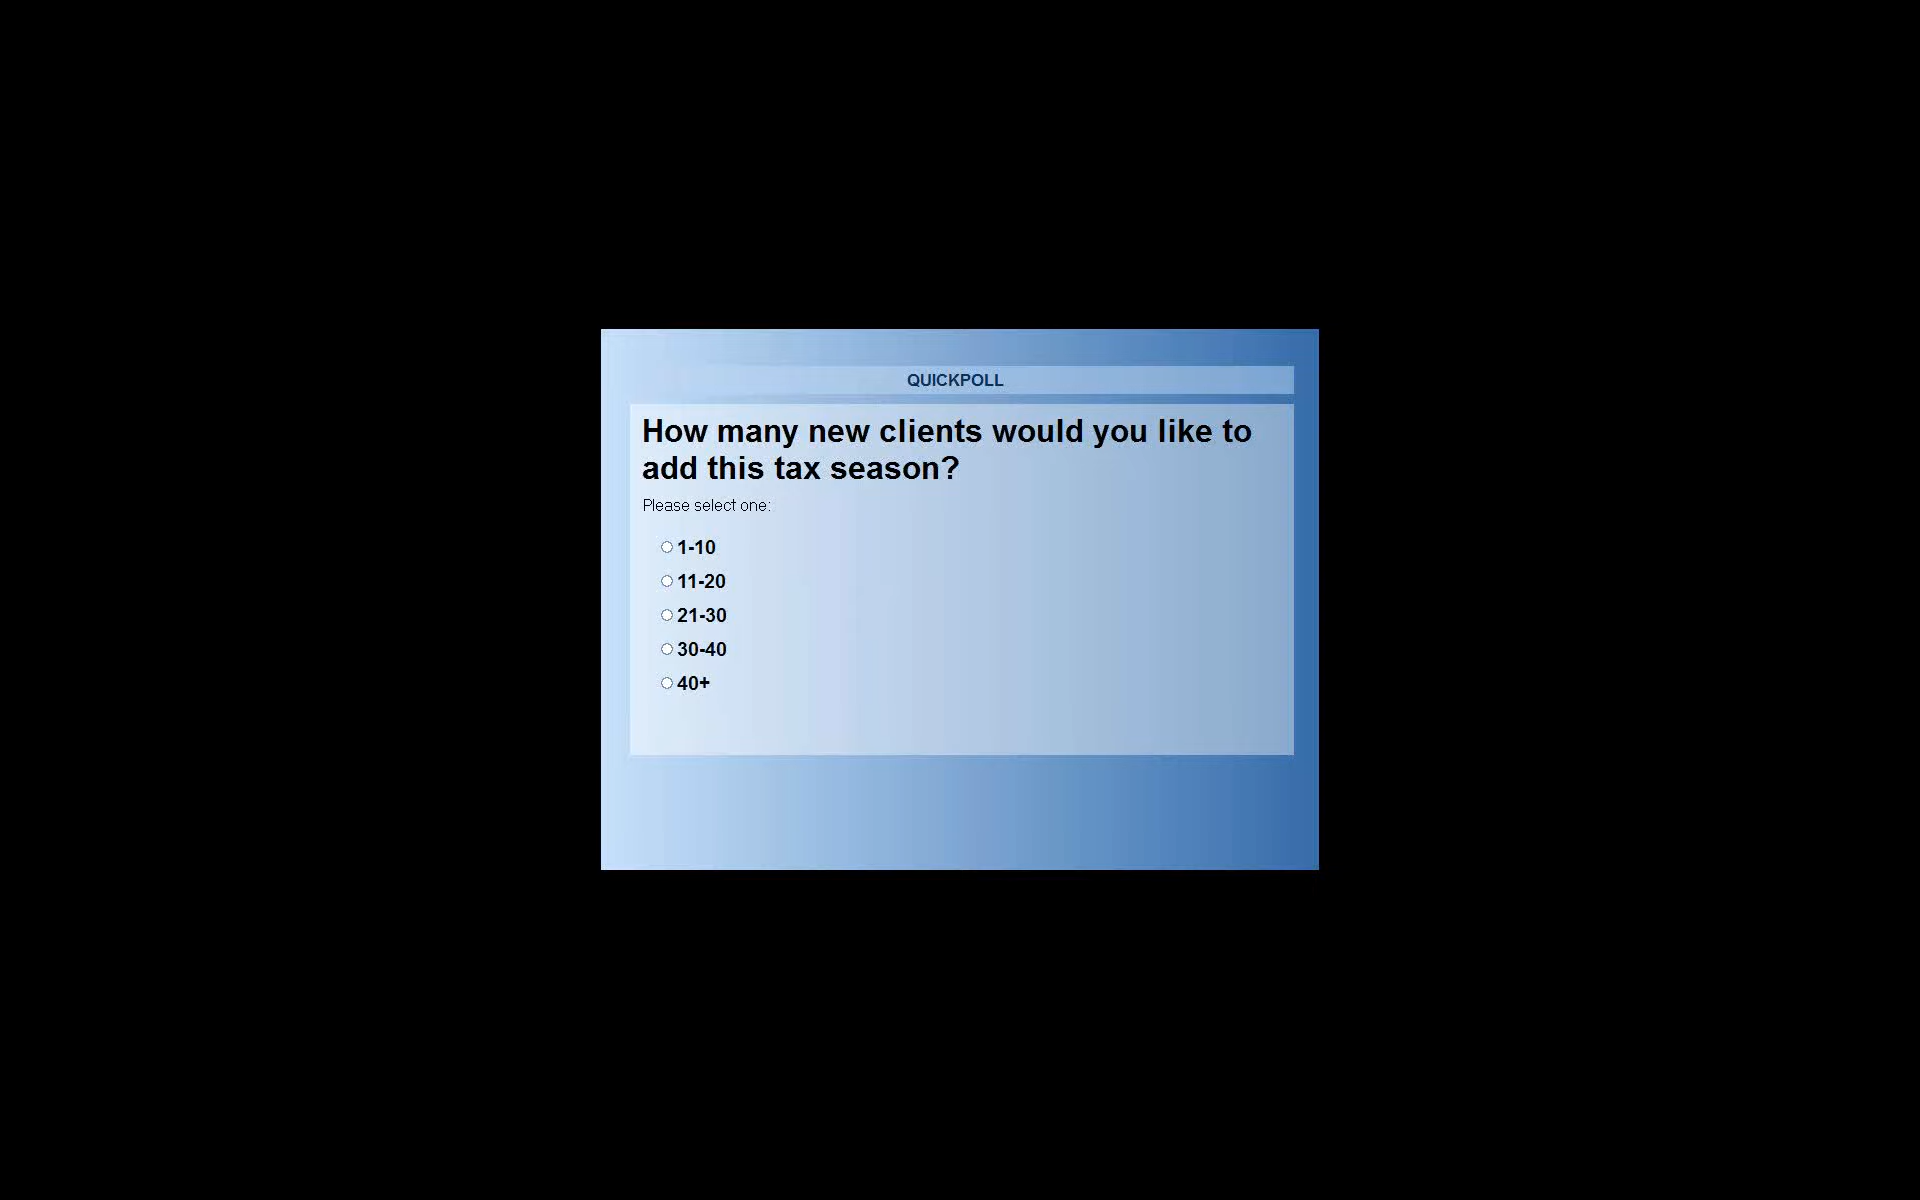 QUICKPOLL
How many new clients would you like to
add this tax season?
Please select one:
1-10
11-20
21-30
30-40
40+